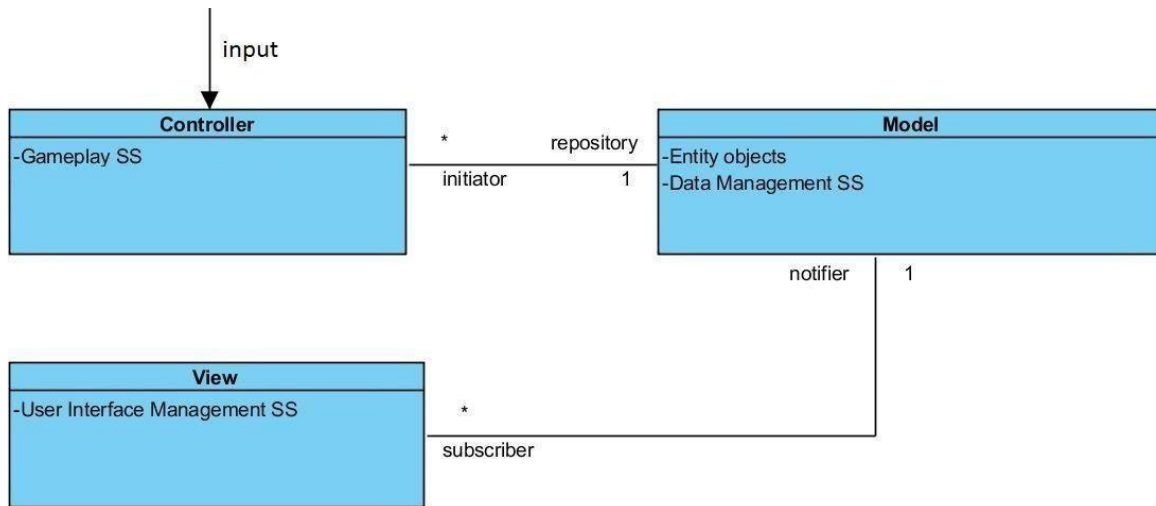 input
Controller
-Gameplay SS
*
initiator
repository
1
Model
-Entity objects
-Data Management SS
notifier
1
View
-User Interface Management SS
*
subscriber